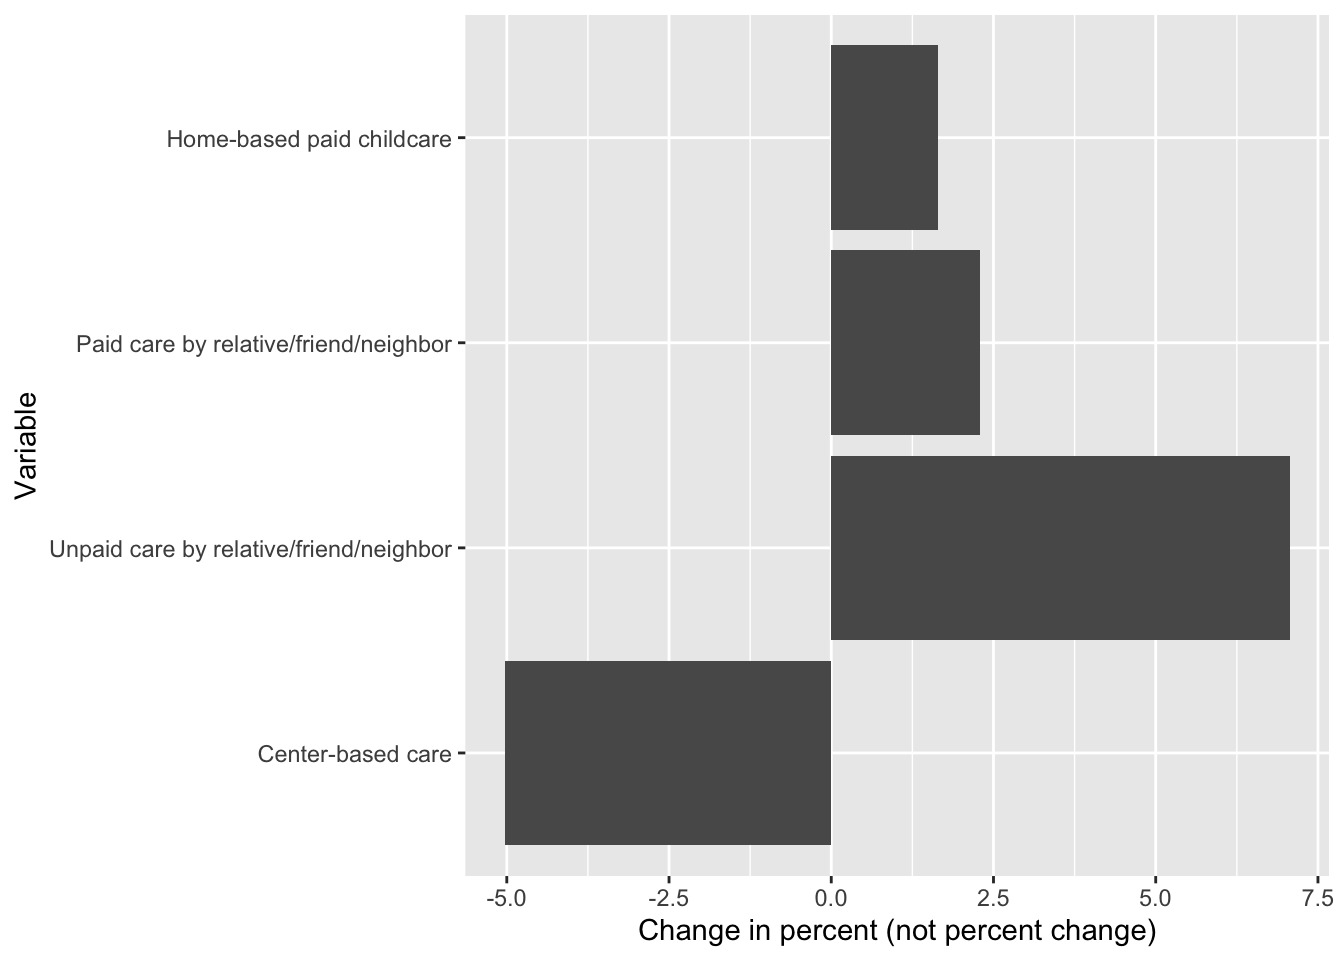 Home-based paid childcare
Paid care by relative/friend/neighbor
Variable
Unpaid care by relative/friend/neighbor
Center-based care
-5.0 -2.5 0.0 2.5 5.0 7.5
Change in percent (not percent change)